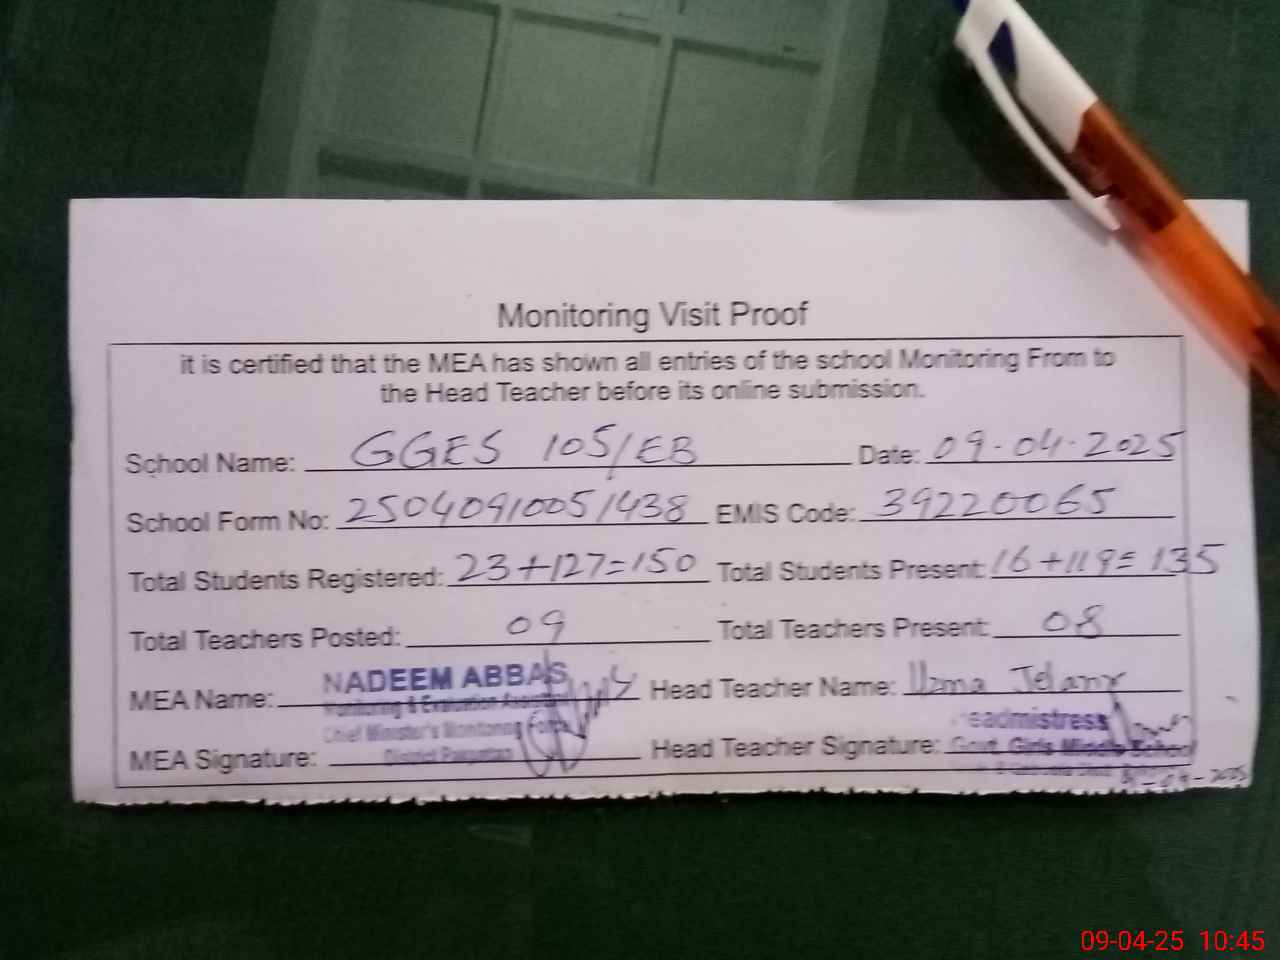 Monitoring Visit Proof
it is certified that the MEA has shown all entries of the school Monitoring From to
the Head Teacher before its online submission.
School Name: GGES 105/EB Date: 09-04-2025
School Form No: 25040910051438 EMIS Code: 39220065
Total Students Registered: 23+127=150 Total Students Present: 16+119=135
Total Teachers Posted: 09 Total Teachers Present: 08
MEA Name: NADEEM ABBAS Head Teacher Name: Uzma
Monitoring & Evaluation Assistant
Chief Minister's Monitoring Force
District Pakpattan
MEA Signature: Head Teacher Signature:
Headmistress
Govt. Girls Middle School
09-04-25 10:45